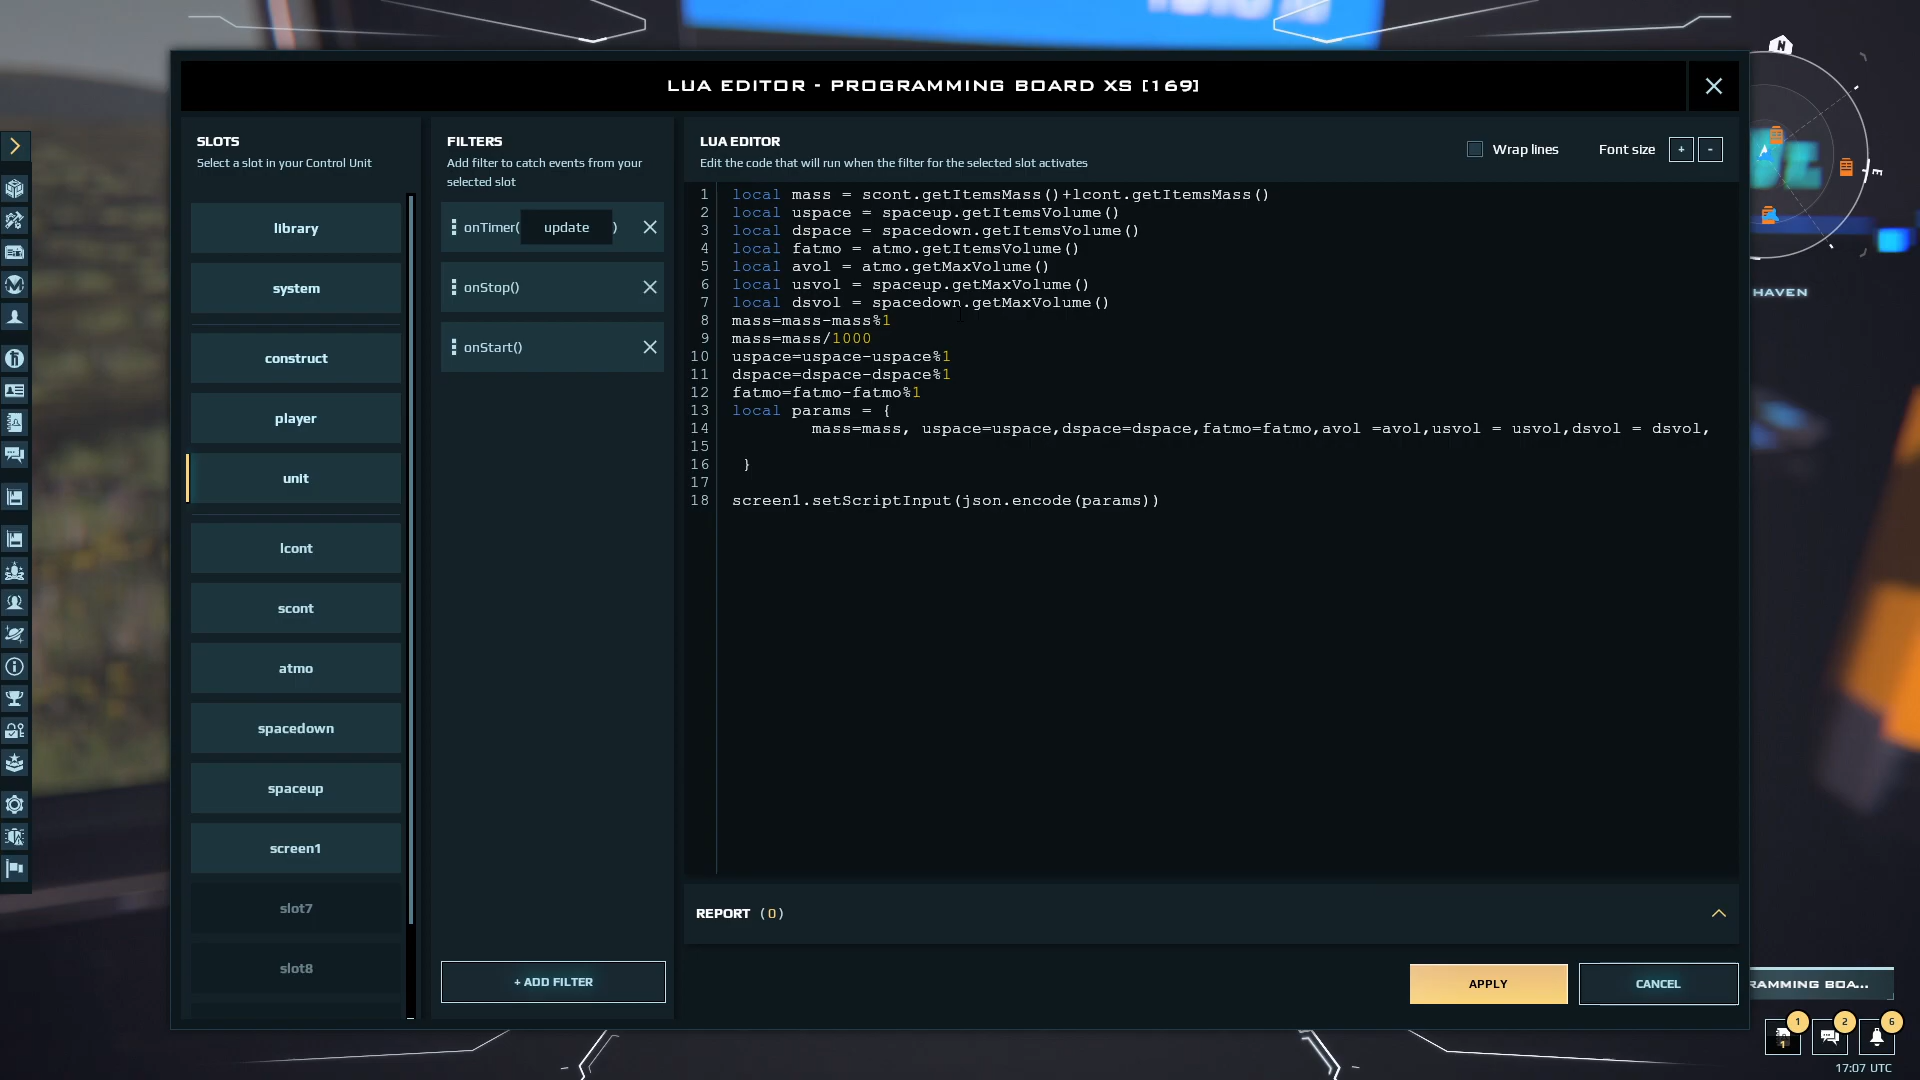 LUA EDITOR - PROGRAMMING BOARD XS [169]
SLOTS
Select a slot in your Control Unit
library
system
construct
player
unit
lcont
scont
atmo
spacedown
spaceup
screen1
slot7
slot8
FILTERS
Add filter to catch events from your
selected slot
onTimer( update )
onStop()
onStart()
+ ADD FILTER
LUA EDITOR
Edit the code that will run when the filter for the selected slot activates
Wrap lines
Font size + -
1 local mass = scont.getItemsMass()+lcont.getItemsMass()
2 local uspace = spaceup.getItemsVolume()
3 local dspace = spacedown.getItemsVolume()
4 local fatmo = atmo.getItemsVolume()
5 local avol = atmo.getMaxVolume()
6 local usvol = spaceup.getMaxVolume()
7 local dsvol = spacedown.getMaxVolume()
8 mass=mass-mass%1
9 mass=mass/1000
10 uspace=uspace-uspace%1
11 dspace=dspace-dspace%1
12 fatmo=fatmo-fatmo%1
13 local params = {
14 mass=mass, uspace=uspace,dspace=dspace,fatmo=fatmo,avol =avol,usvol = usvol,dsvol = dsvol,
15
16 }
17
18 screen1.setScriptInput(json.encode(params))
REPORT (0)
APPLY
CANCEL
N
E
HAVEN
RAMMING BOA...
1
2
6
1
17:07 UTC